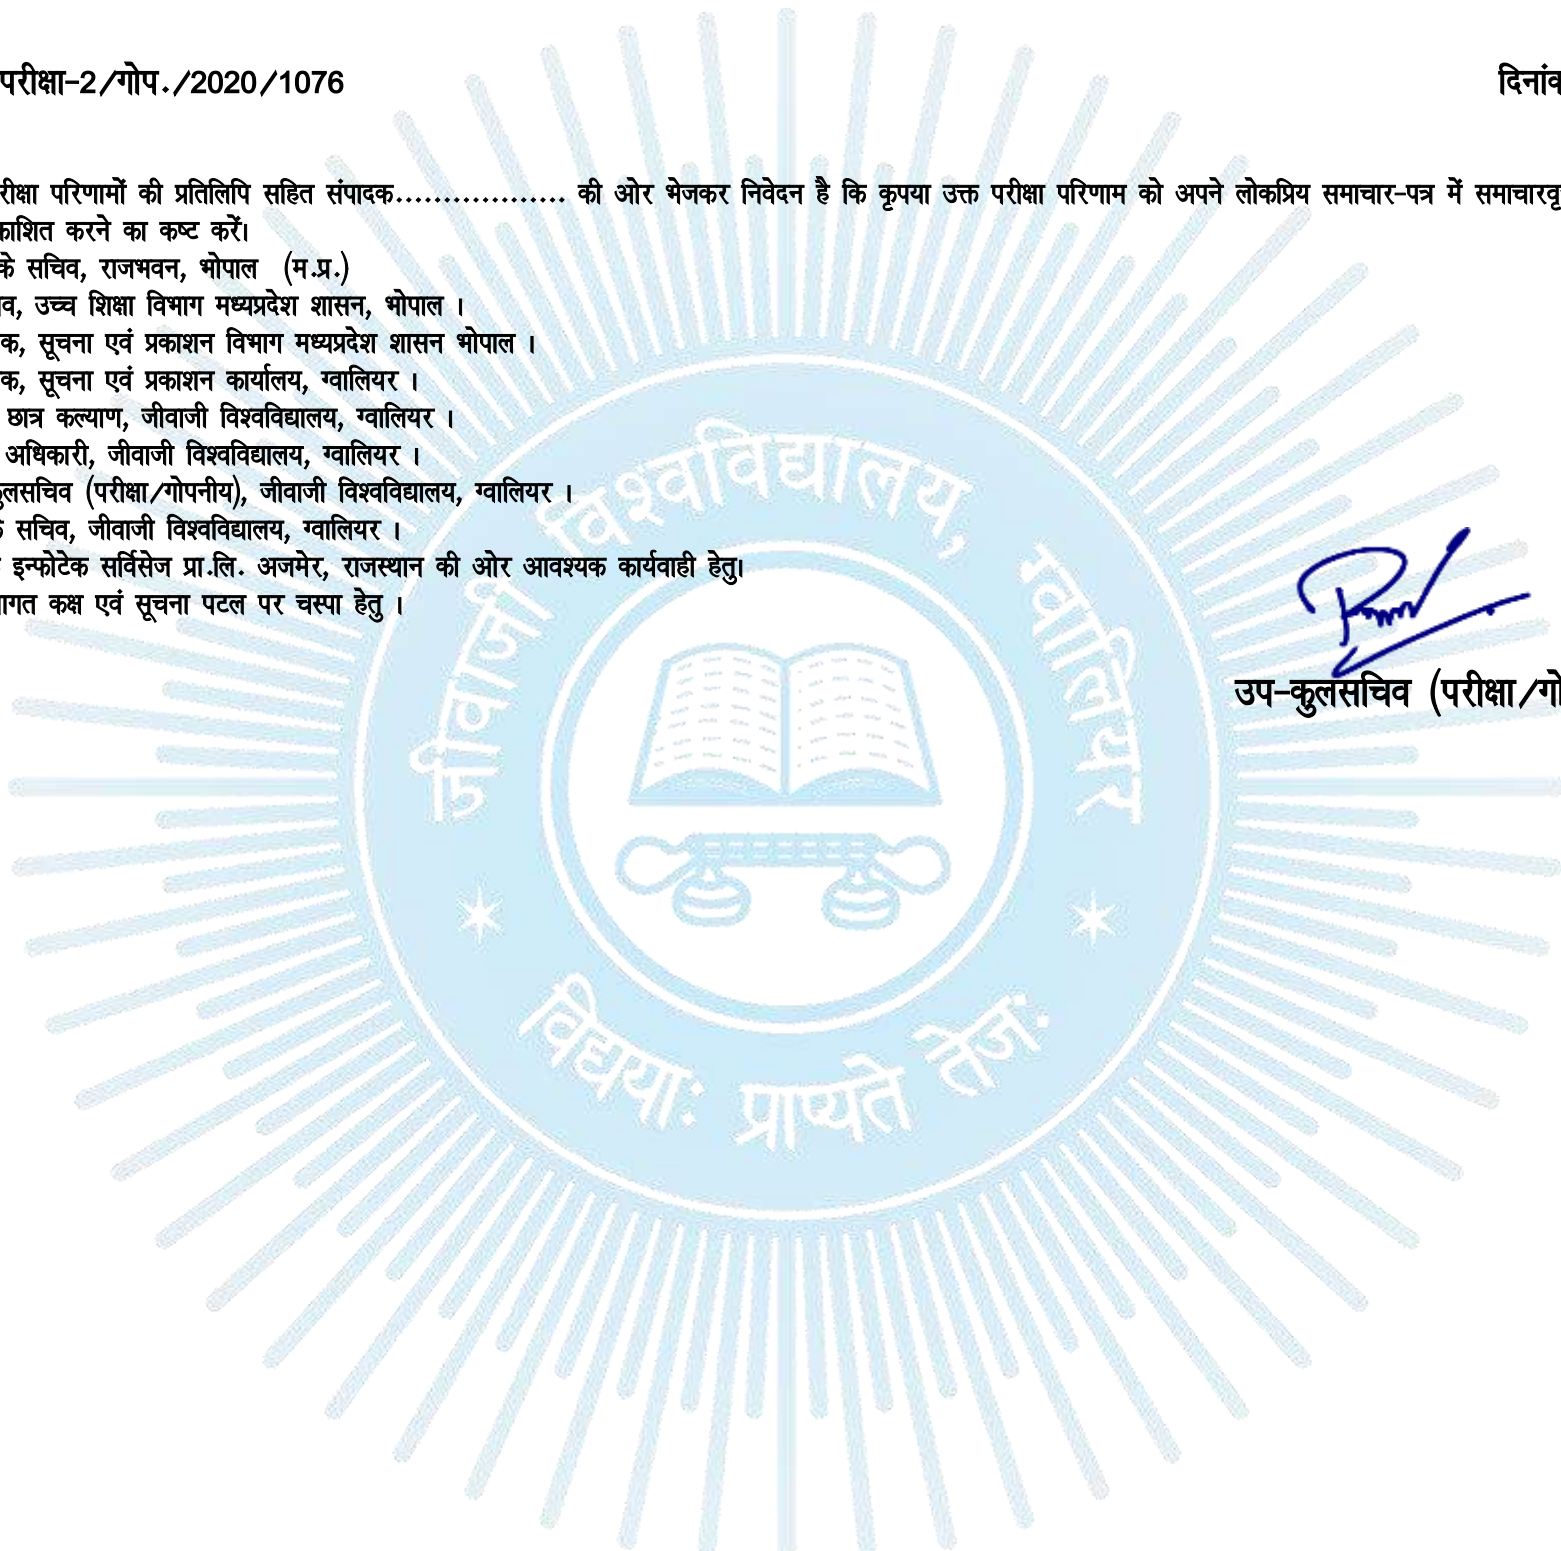 परीक्षा-2/गोप./2020/1076 दिनांक
रीक्षा परिणामों की प्रतिलिपि सहित संपादक.................. की ओर भेजकर निवेदन है कि कृपया उक्त परीक्षा परिणाम को अपने लोकप्रिय समाचार-पत्र में समाचारवृ
काशित करने का कष्ट करें।
के सचिव, राजभवन, भोपाल (म.प्र.)
व, उच्च शिक्षा विभाग मध्यप्रदेश शासन, भोपाल ।
क, सूचना एवं प्रकाशन विभाग मध्यप्रदेश शासन भोपाल ।
क, सूचना एवं प्रकाशन कार्यालय, ग्वालियर ।
छात्र कल्याण, जीवाजी विश्वविद्यालय, ग्वालियर ।
अधिकारी, जीवाजी विश्वविद्यालय, ग्वालियर ।
कुलसचिव (परीक्षा/गोपनीय), जीवाजी विश्वविद्यालय, ग्वालियर ।
के सचिव, जीवाजी विश्वविद्यालय, ग्वालियर ।
इन्फोटेक सर्विसेज प्रा.लि. अजमेर, राजस्थान की ओर आवश्यक कार्यवाही हेतु।
ागत कक्ष एवं सूचना पटल पर चस्पा हेतु ।
उप-कुलसचिव (परीक्षा/गो
जीवाजी विश्वविद्यालय, ग्वालियर
विद्यया: प्राप्यते तेज: